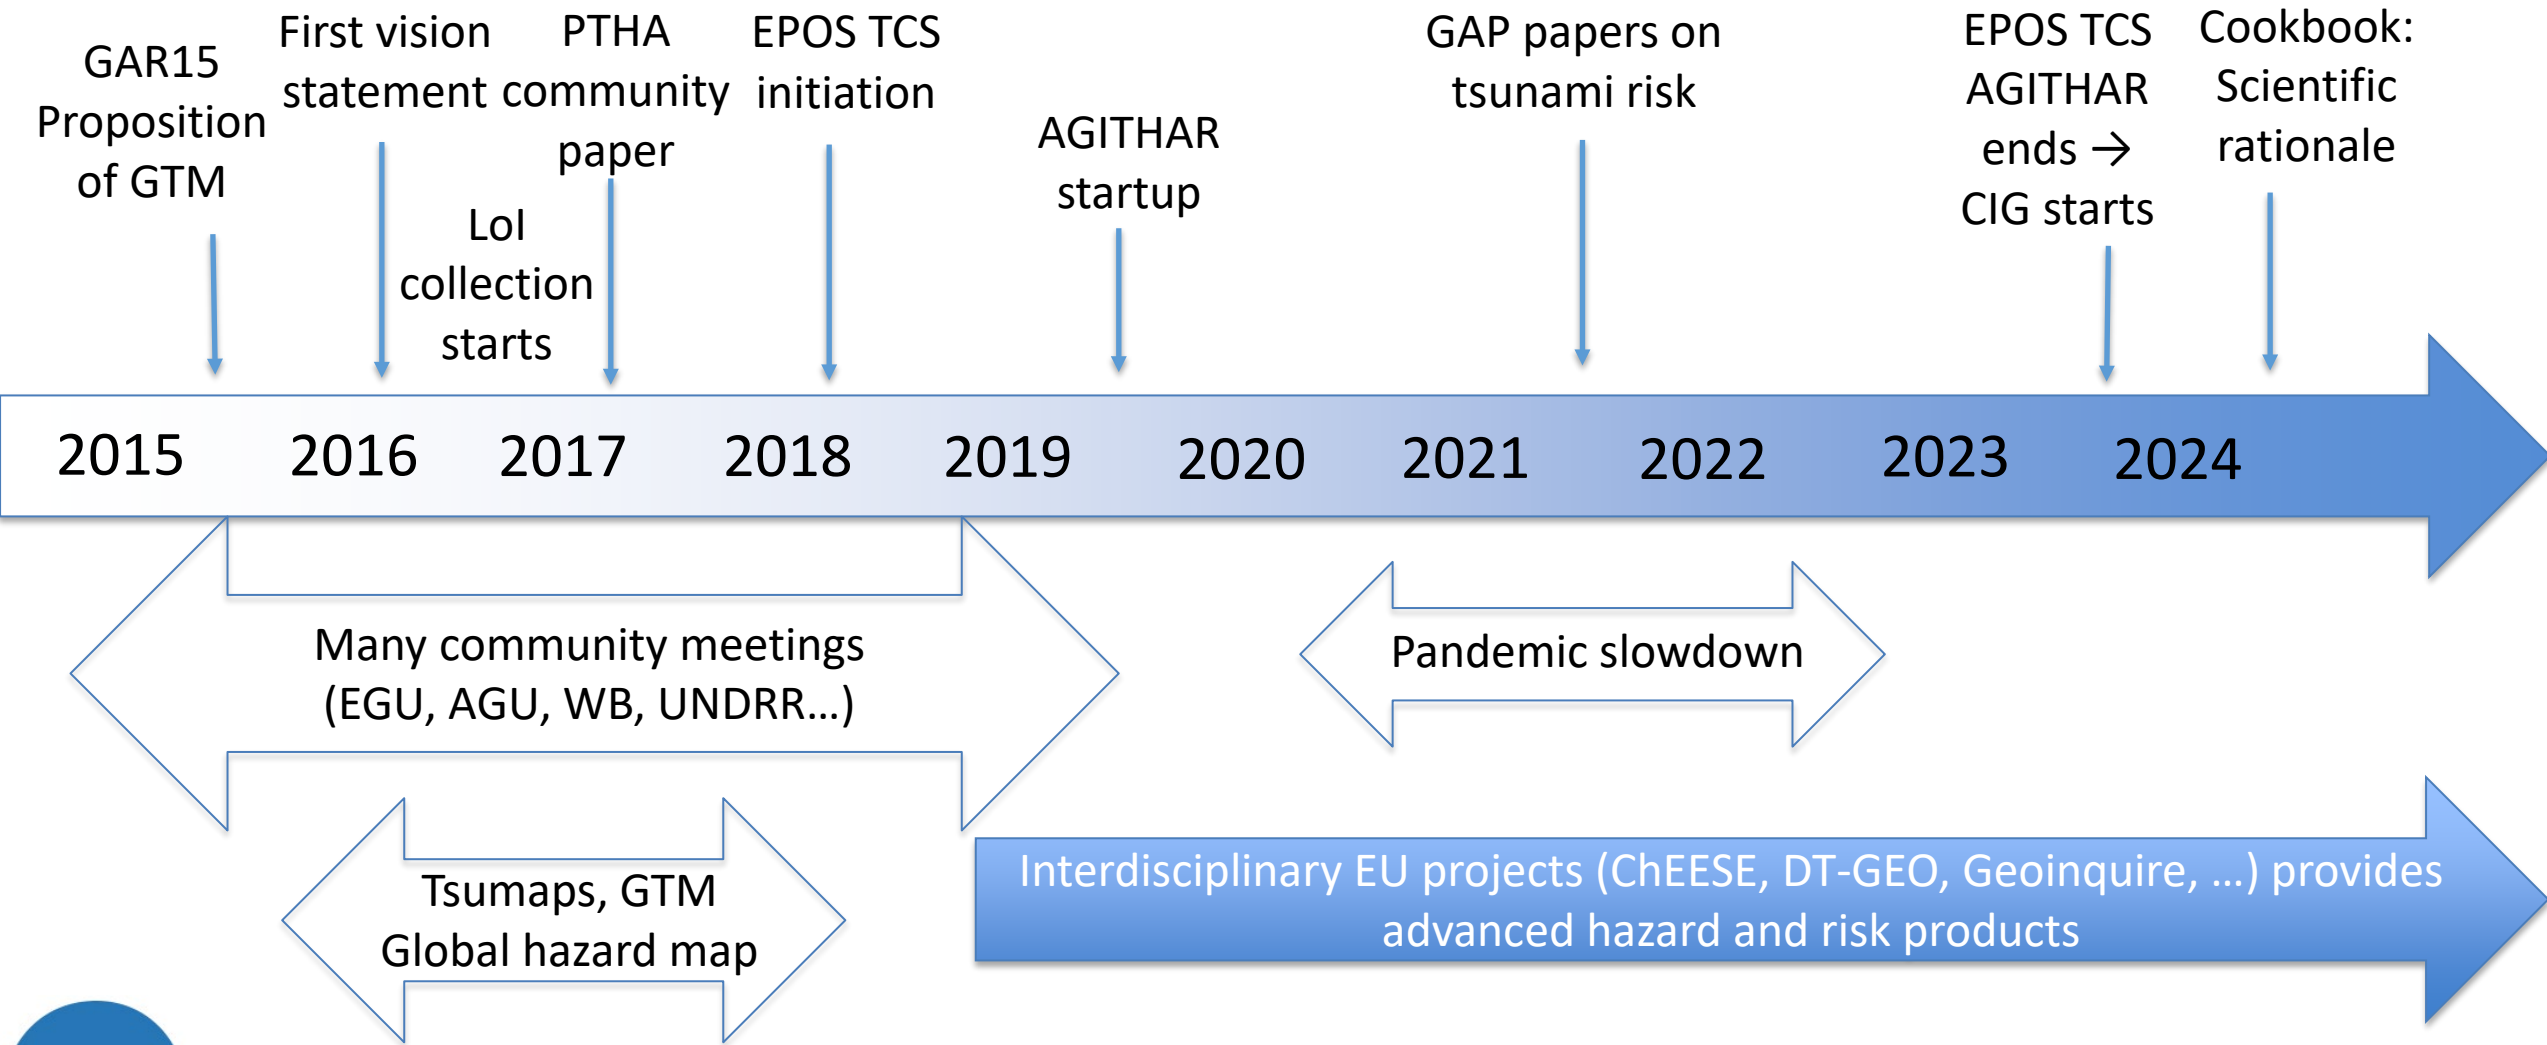 GAR15
Proposition
of GTM
First vision
statement
LoI
collection
starts
PTHA
community
paper
EPOS TCS
initiation
AGITHAR
startup
GAP papers on
tsunami risk
EPOS TCS
AGITHAR
ends →
CIG starts
Cookbook:
Scientific
rationale
2015 2016 2017 2018 2019 2020 2021 2022 2023 2024
Many community meetings
(EGU, AGU, WB, UNDRR...)
Pandemic slowdown
Tsumaps, GTM
Global hazard map
Interdisciplinary EU projects (ChEESE, DT-GEO, Geoinquire, ...) provides
advanced hazard and risk products